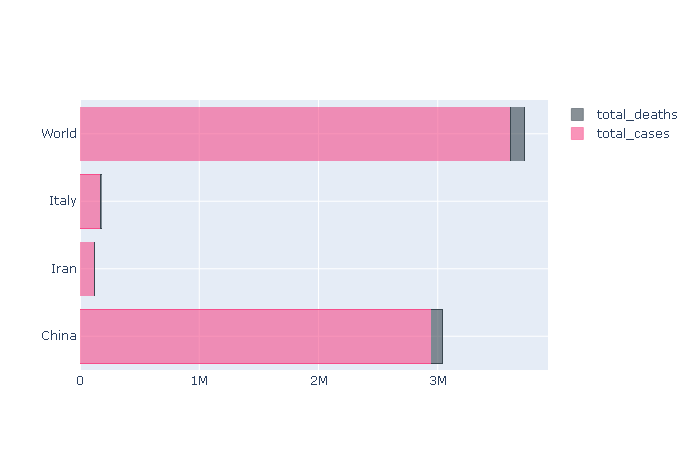 total_deaths
total_cases
World
Italy
Iran
China
0 1M 2M 3M